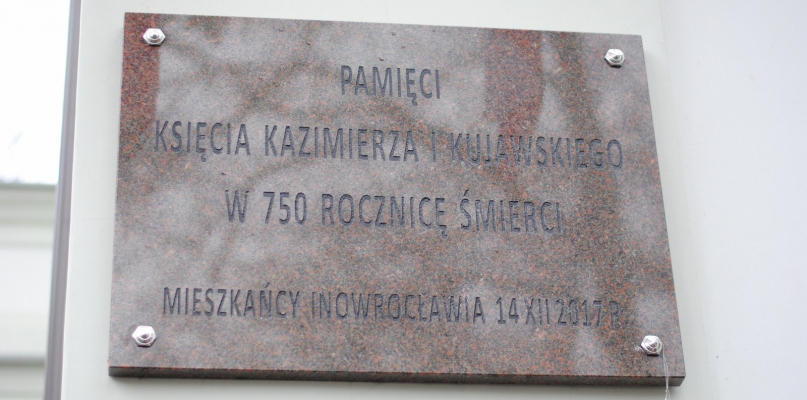 PAMIĘCI
KSIĘCIA KAZIMIERZA I KUJAWSKIEGO
W 750 ROCZNICĘ ŚMIERCI
MIESZKAŃCY INOWROCŁAWIA 14 XII 2017 R.